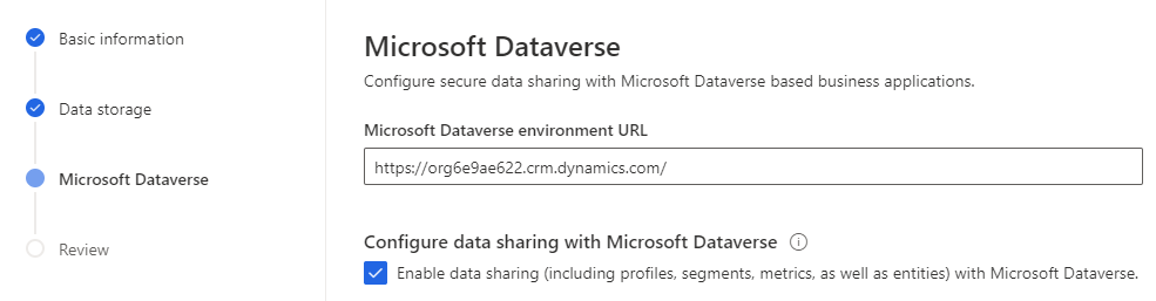 Basic information
Data storage
Microsoft Dataverse
Review
Microsoft Dataverse
Configure secure data sharing with Microsoft Dataverse based business applications.
Microsoft Dataverse environment URL
https://org6e9ae622.crm.dynamics.com/
Configure data sharing with Microsoft Dataverse
Enable data sharing (including profiles, segments, metrics, as well as entities) with Microsoft Dataverse.